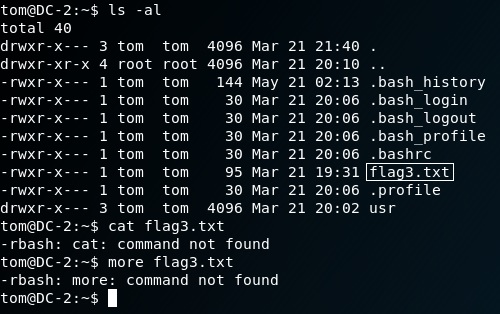 tom@DC-2:~$ ls -al
total 40
drwxr-x--- 3 tom  tom  4096 Mar 21 21:40 .
drwxr-xr-x 4 root root 4096 Mar 21 20:10 ..
-rwxr-x--- 1 tom  tom   144 May 21 02:13 .bash_history
-rwxr-x--- 1 tom  tom    30 Mar 21 20:06 .bash_login
-rwxr-x--- 1 tom  tom    30 Mar 21 20:06 .bash_logout
-rwxr-x--- 1 tom  tom    30 Mar 21 20:06 .bash_profile
-rwxr-x--- 1 tom  tom    30 Mar 21 20:06 .bashrc
-rwxr-x--- 1 tom  tom    95 Mar 21 19:31 flag3.txt
-rwxr-x--- 1 tom  tom    30 Mar 21 20:06 .profile
drwxr-x--- 3 tom  tom  4096 Mar 21 20:02 usr
tom@DC-2:~$ cat flag3.txt
-rbash: cat: command not found
tom@DC-2:~$ more flag3.txt
-rbash: more: command not found
tom@DC-2:~$